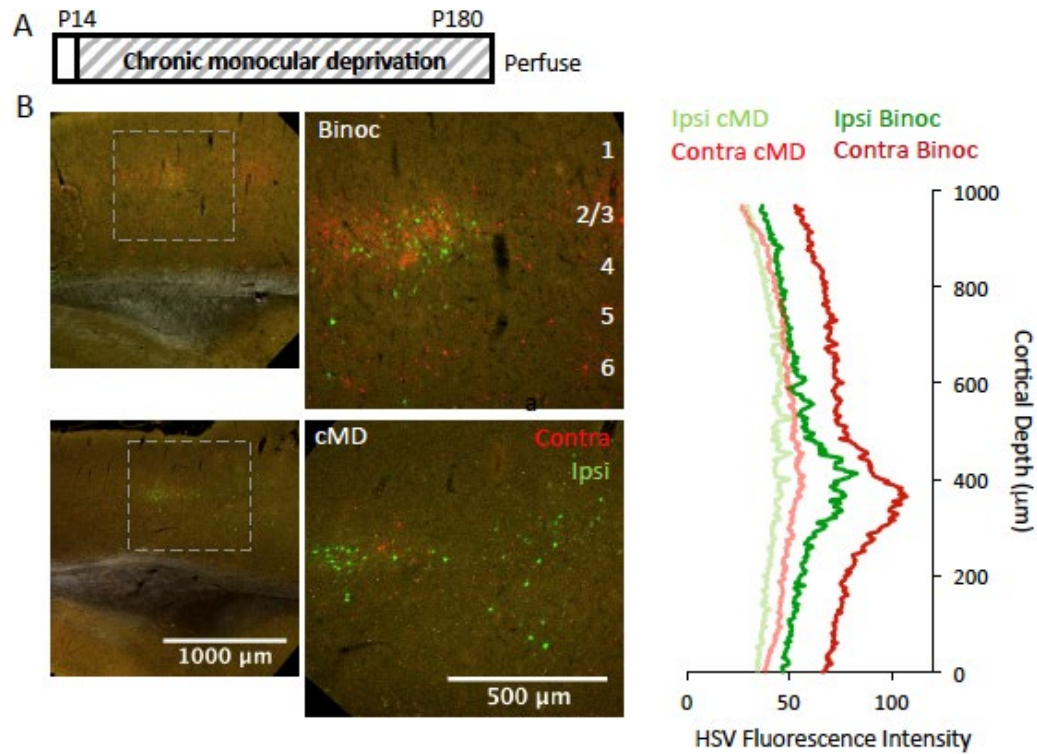 A
P14
P180
Chronic monocular deprivation
Perfuse
B
Binoc
1
2/3
4
5
6
a
cMD
Contra
Ipsi
1000 μm
500 μm
Ipsi cMD
Ipsi Binoc
Contra cMD
Contra Binoc
1000
800
600
400
200
0
Cortical Depth (μm)
0
50
100
HSV Fluorescence Intensity